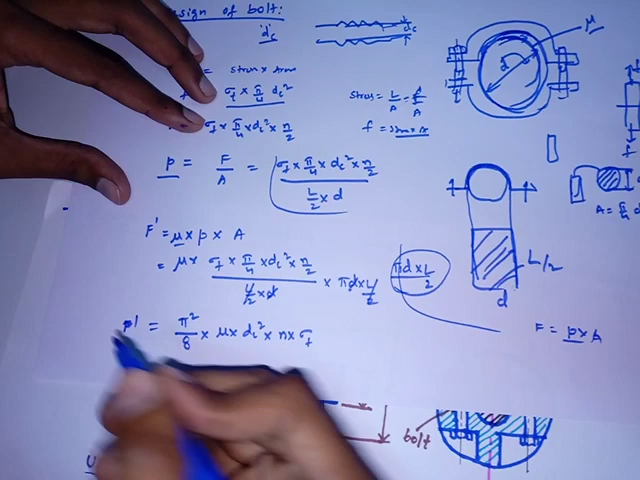 sign of bolt:
'dc'
dc
μ
= stress × Area
σt × π/4 dc²
Stress = L/A = F/A
σt × π/4 × dc² × n/2
f = stress × A
p = F/A = σt × π/4 × dc² × n/2 / L/2 × d
A = π/4 d
F' = μ × p × A
= μ × σt × π/4 × dc² × n/2 / L/2 × d × πd × L/2
πd × L/2
L/2
d
F = p × A
F' = π²/8 × μ × dc² × n × σt
bolt